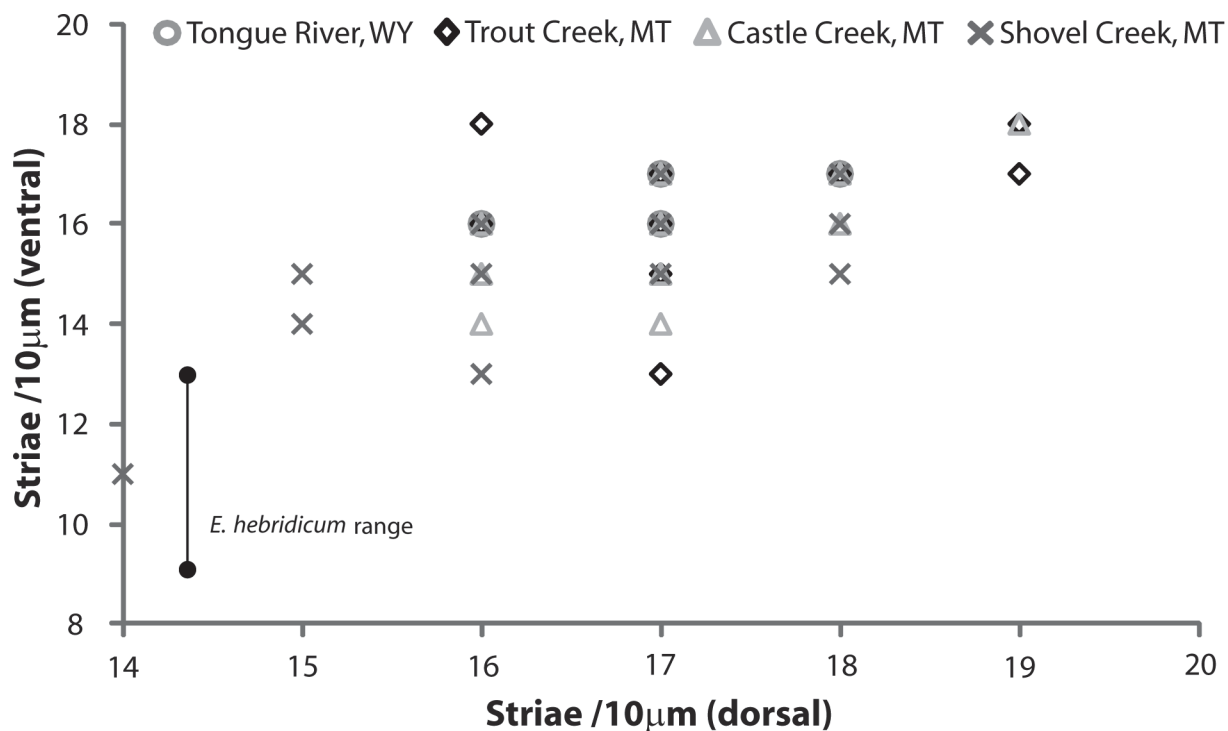 Tongue River, WY Trout Creek, MT Castle Creek, MT Shovel Creek, MT
20
18
16
14
12
10
8
Striae /10μm (ventral)
E. hebridicum range
14 15 16 17 18 19 20
Striae /10μm (dorsal)